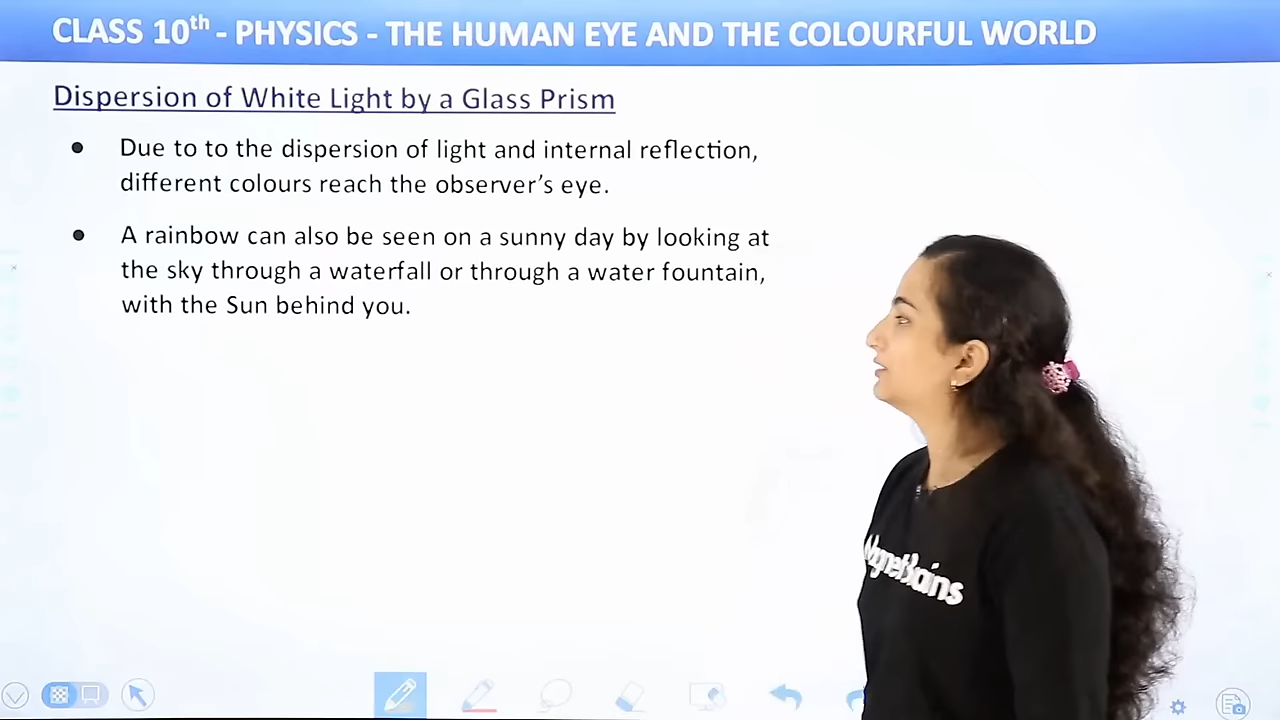 CLASS 10th - PHYSICS - THE HUMAN EYE AND THE COLOURFUL WORLD
Dispersion of White Light by a Glass Prism
• Due to to the dispersion of light and internal reflection,
different colours reach the observer's eye.
• A rainbow can also be seen on a sunny day by looking at
the sky through a waterfall or through a water fountain,
with the Sun behind you.
MagnetBrains